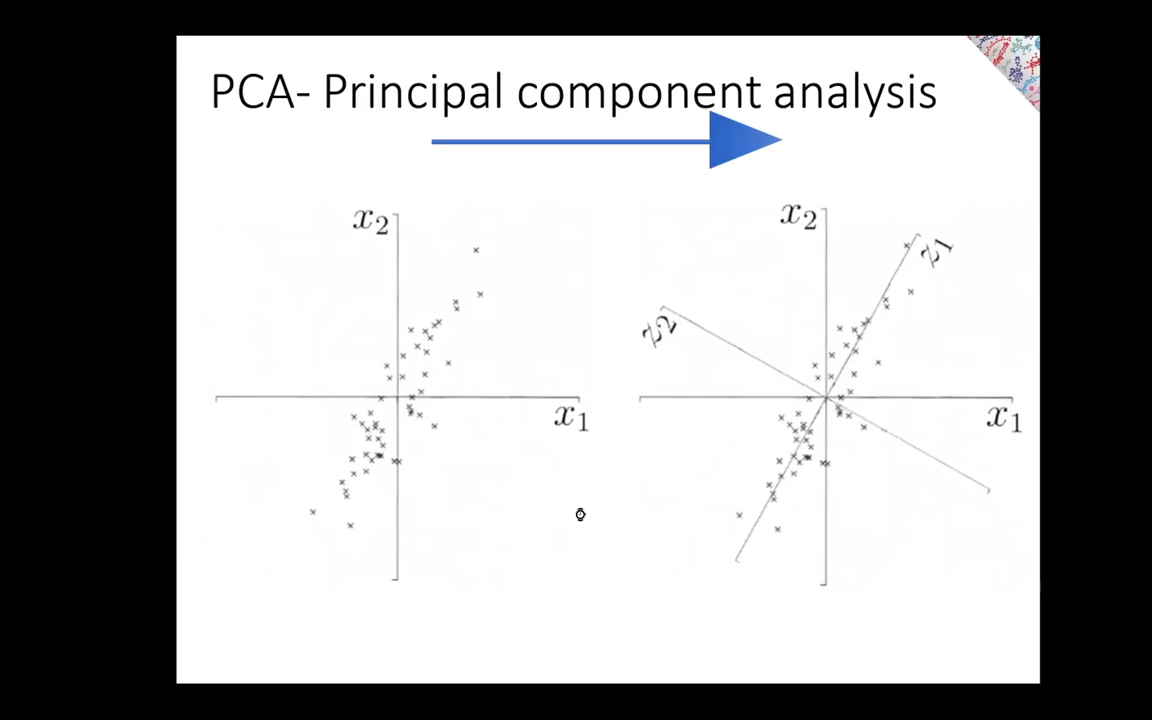 PCA- Principal component analysis
x₂
x₁
x₂
z1
z2
x₁